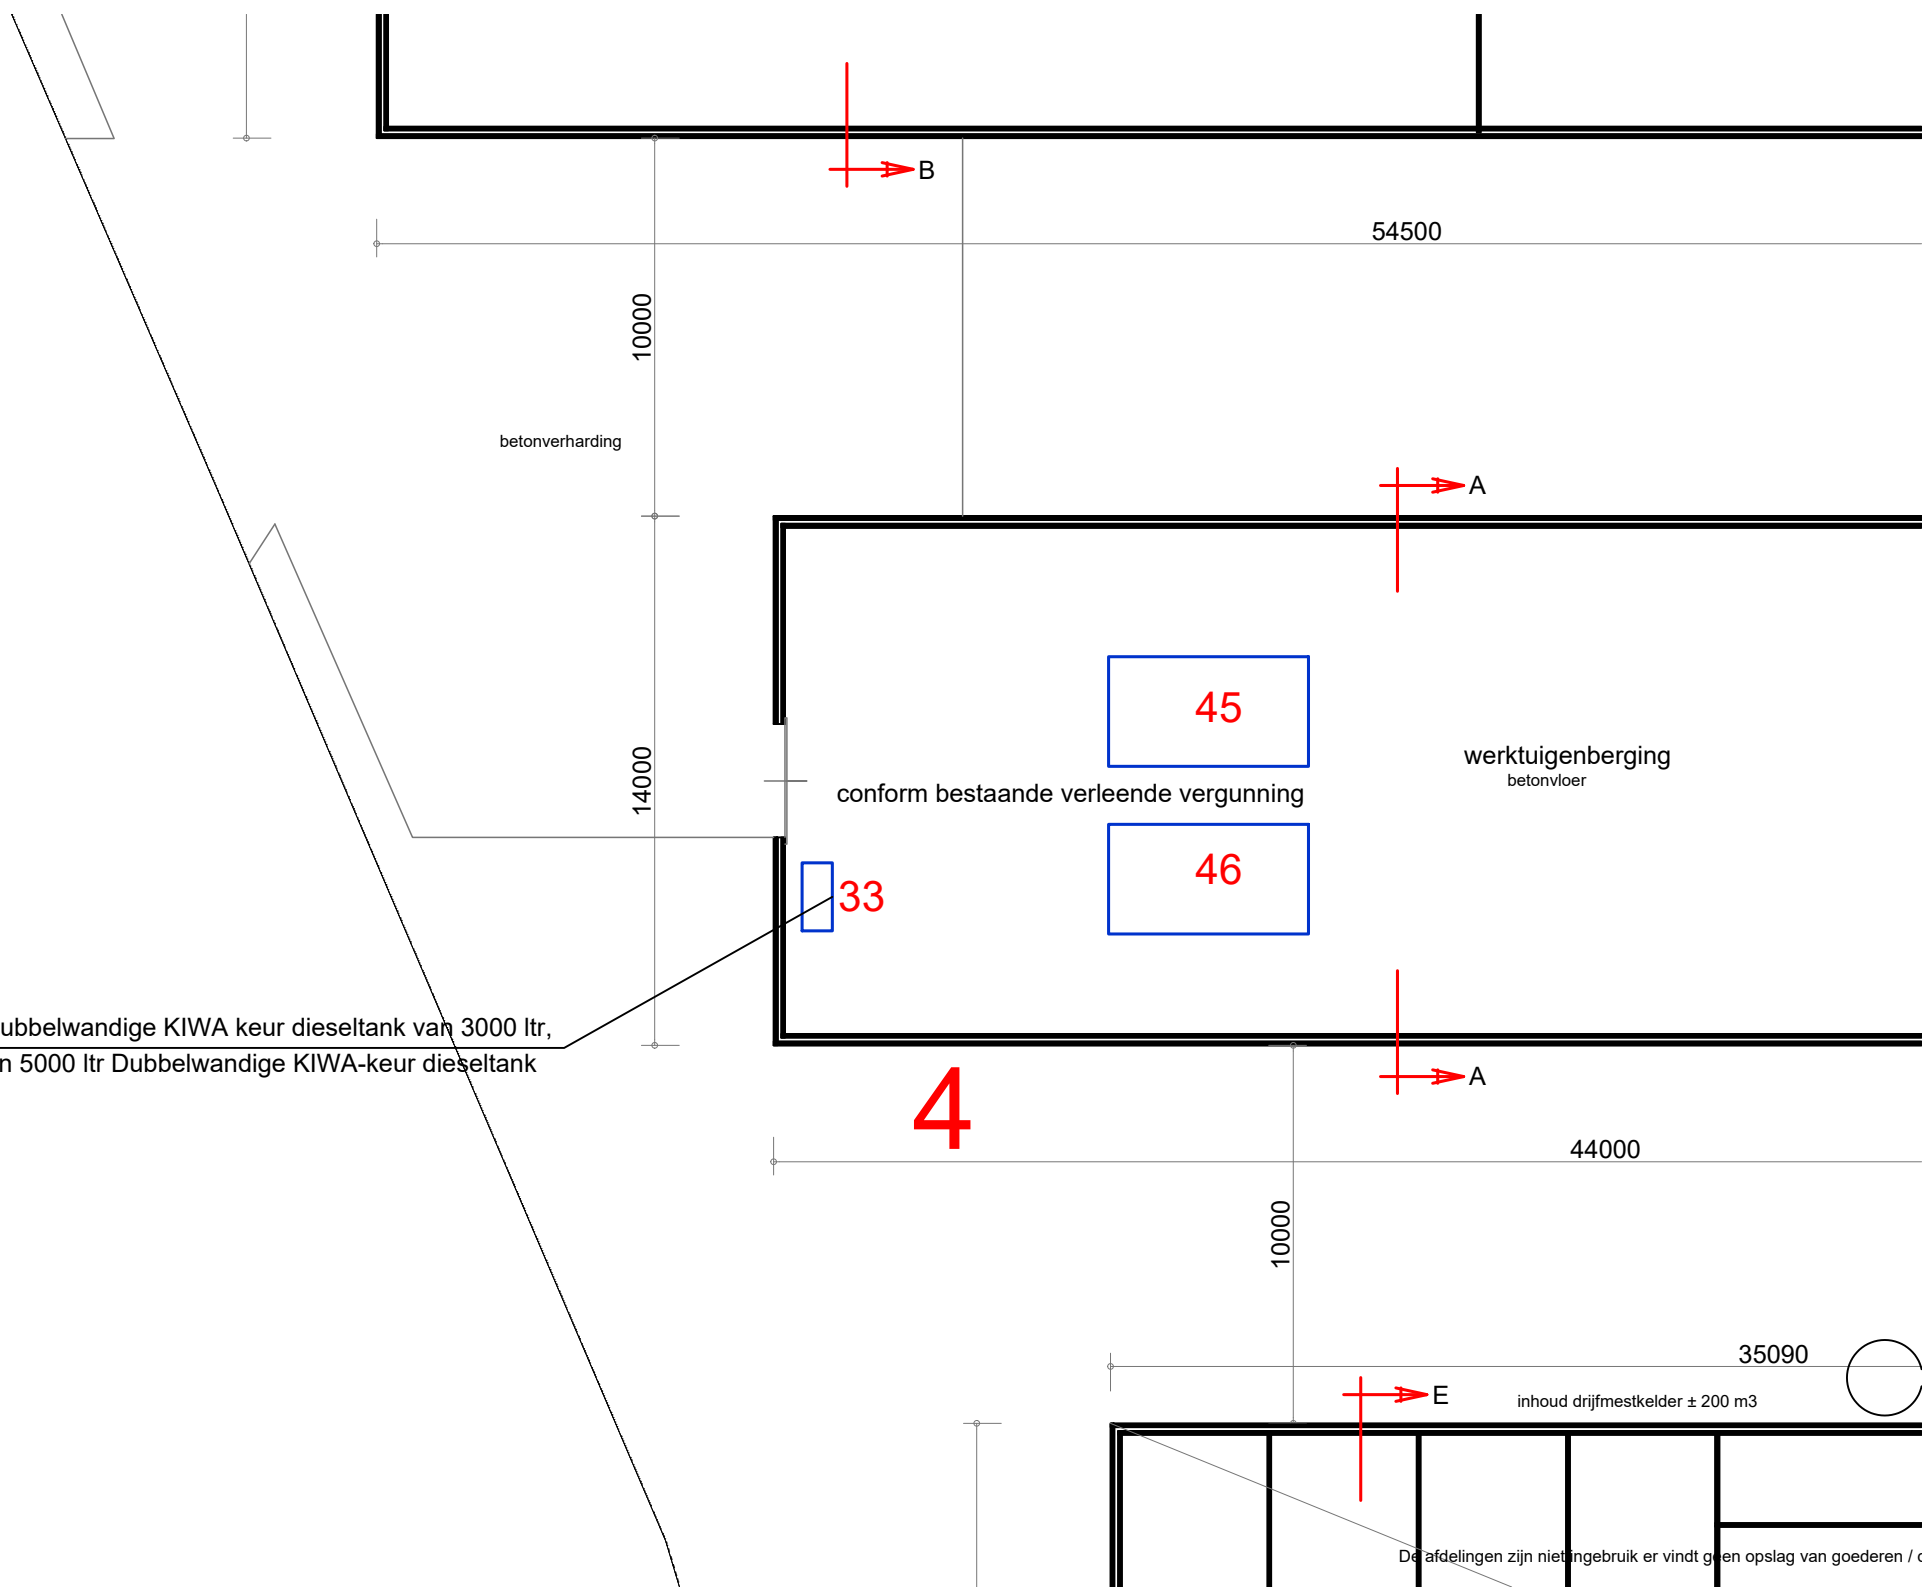 B
54500
10000
betonverharding
A
45
werktuigenberging
betonvloer
14000
conform bestaande verleende vergunning
46
33
ubbelwandige KIWA keur dieseltank van 3000 ltr,
n 5000 ltr Dubbelwandige KIWA-keur dieseltank
A
4
44000
10000
35090
E
inhoud drijfmestkelder ± 200 m3
De afdelingen zijn niet ingebruik er vindt geen opslag van goederen /